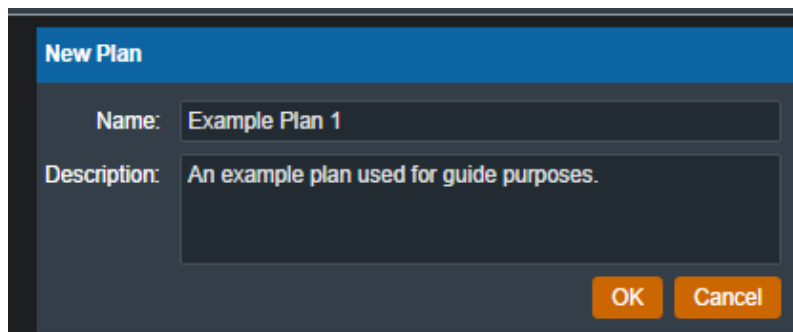 New Plan
Name: Example Plan 1
Description: An example plan used for guide purposes.
OK Cancel